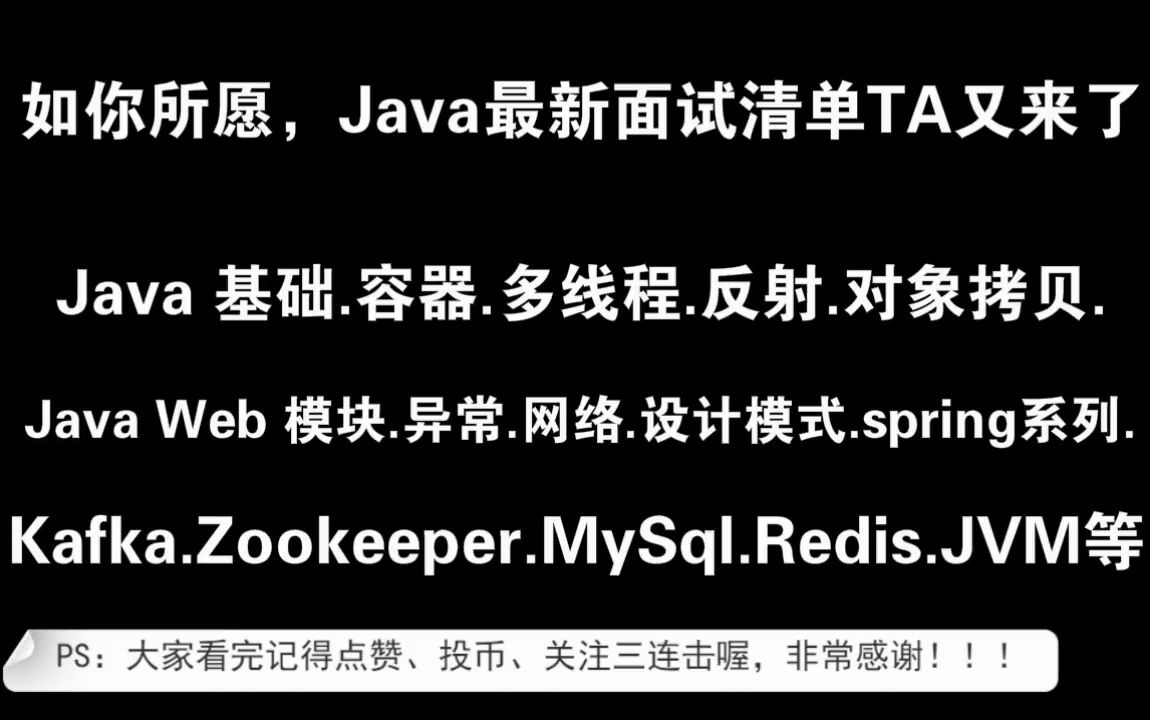 如你所愿，Java最新面试清单TA又来了
Java 基础.容器.多线程.反射.对象拷贝.
Java Web 模块.异常.网络.设计模式.spring系列.
Kafka.Zookeeper.MySql.Redis.JVM等
PS：大家看完记得点赞、投币、关注三连击喔，非常感谢！！！